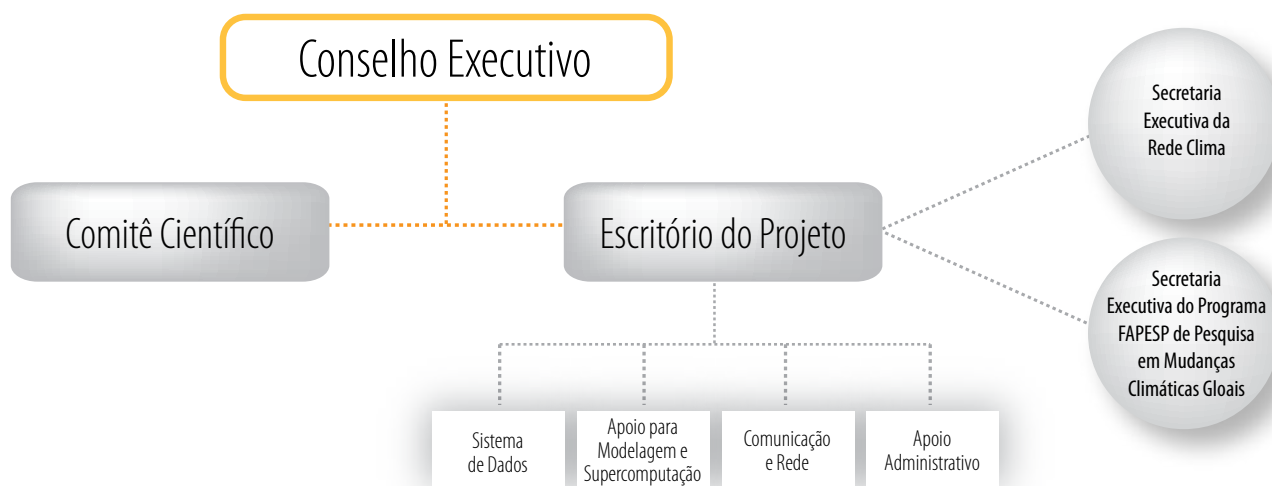 Conselho Executivo
Secretaria
Executiva da
Rede Clima
Comitê Científico
Escritório do Projeto
Secretaria
Executiva do Programa
FAPESP de Pesquisa
em Mudanças
Climáticas Gloais
Sistema
de Dados
Apoio para
Modelagem e
Supercomputação
Comunicação
e Rede
Apoio
Administrativo